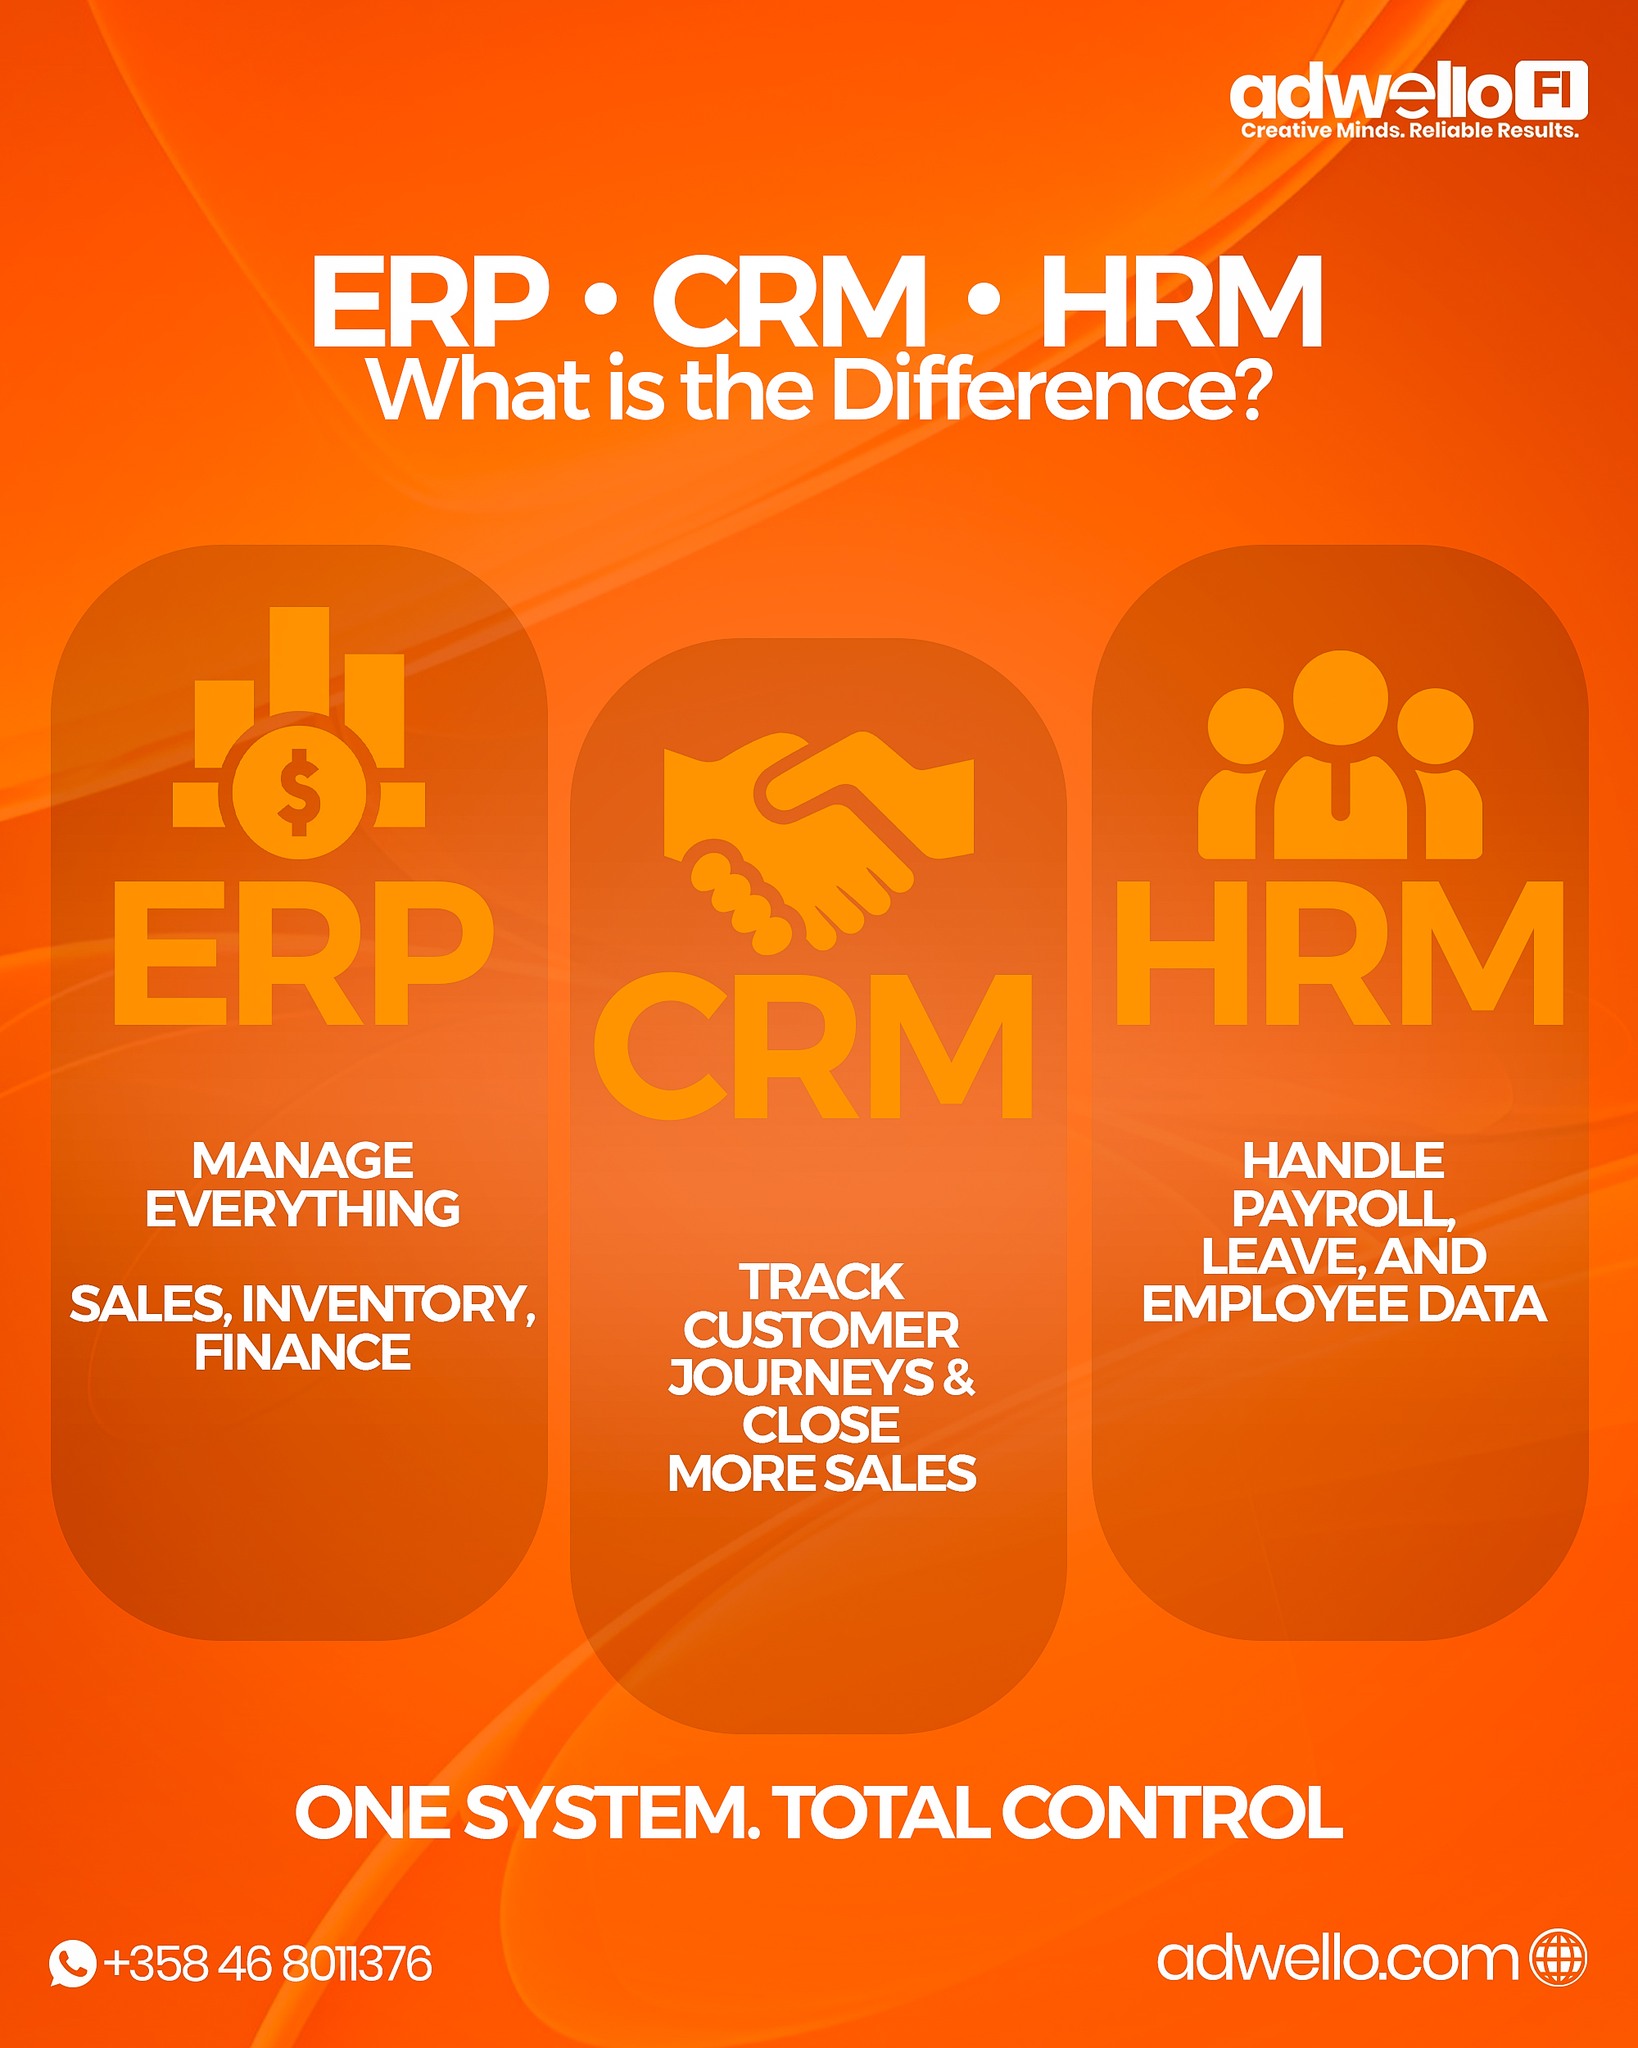 adwello FI
Creative Minds. Reliable Results.
ERP • CRM • HRM
What is the Difference?
$
ERP
MANAGE
EVERYTHING
SALES, INVENTORY,
FINANCE
CRM
TRACK
CUSTOMER
JOURNEYS &
CLOSE
MORE SALES
HRM
HANDLE
PAYROLL,
LEAVE, AND
EMPLOYEE DATA
ONE SYSTEM. TOTAL CONTROL
+358 46 8011376
adwello.com